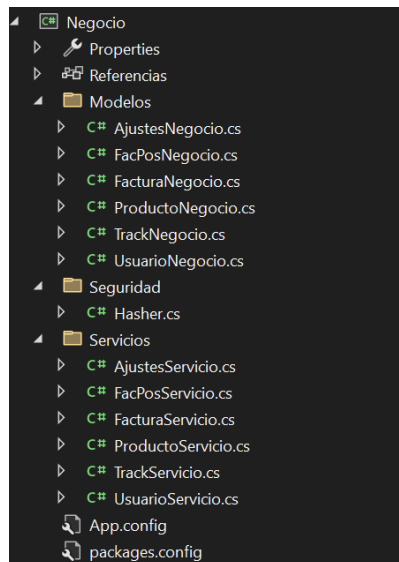 C# Negocio
Properties
Referencias
Modelos
C# AjustesNegocio.cs
C# FacPosNegocio.cs
C# FacturaNegocio.cs
C# ProductoNegocio.cs
C# TrackNegocio.cs
C# UsuarioNegocio.cs
Seguridad
C# Hasher.cs
Servicios
C# AjustesServicio.cs
C# FacPosServicio.cs
C# FacturaServicio.cs
C# ProductoServicio.cs
C# TrackServicio.cs
C# UsuarioServicio.cs
App.config
packages.config